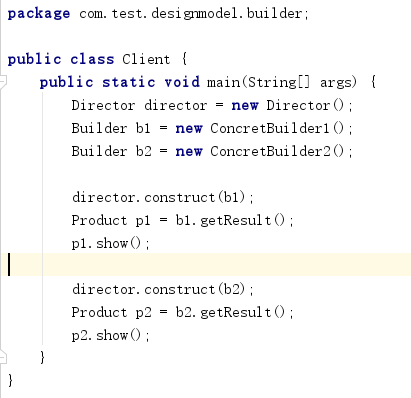 package com.test.designmodel.builder;
public class Client {
public static void main(String[] args) {
Director director = new Director();
Builder b1 = new ConcretBuilder1();
Builder b2 = new ConcretBuilder2();
director.construct(b1);
Product p1 = b1.getResult();
p1.show();
director.construct(b2);
Product p2 = b2.getResult();
p2.show();
}
}